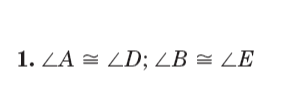 1. ∠A ≅ ∠D; ∠B ≅ ∠E